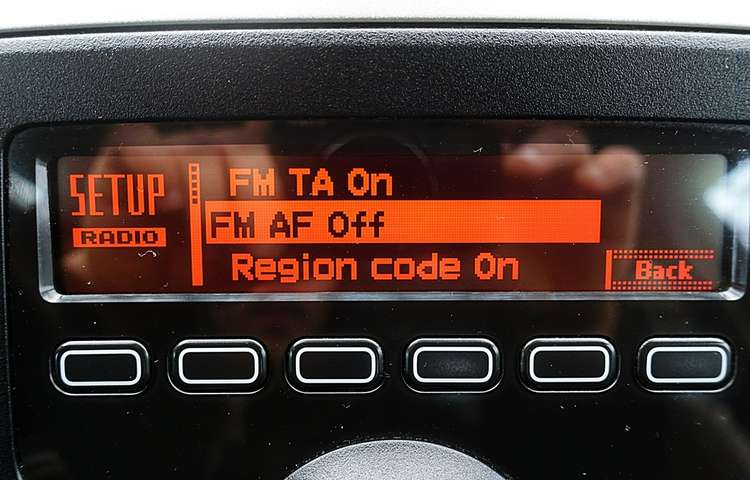 SETUP
RADIO
FM TA On
FM AF Off
Region code On
Back